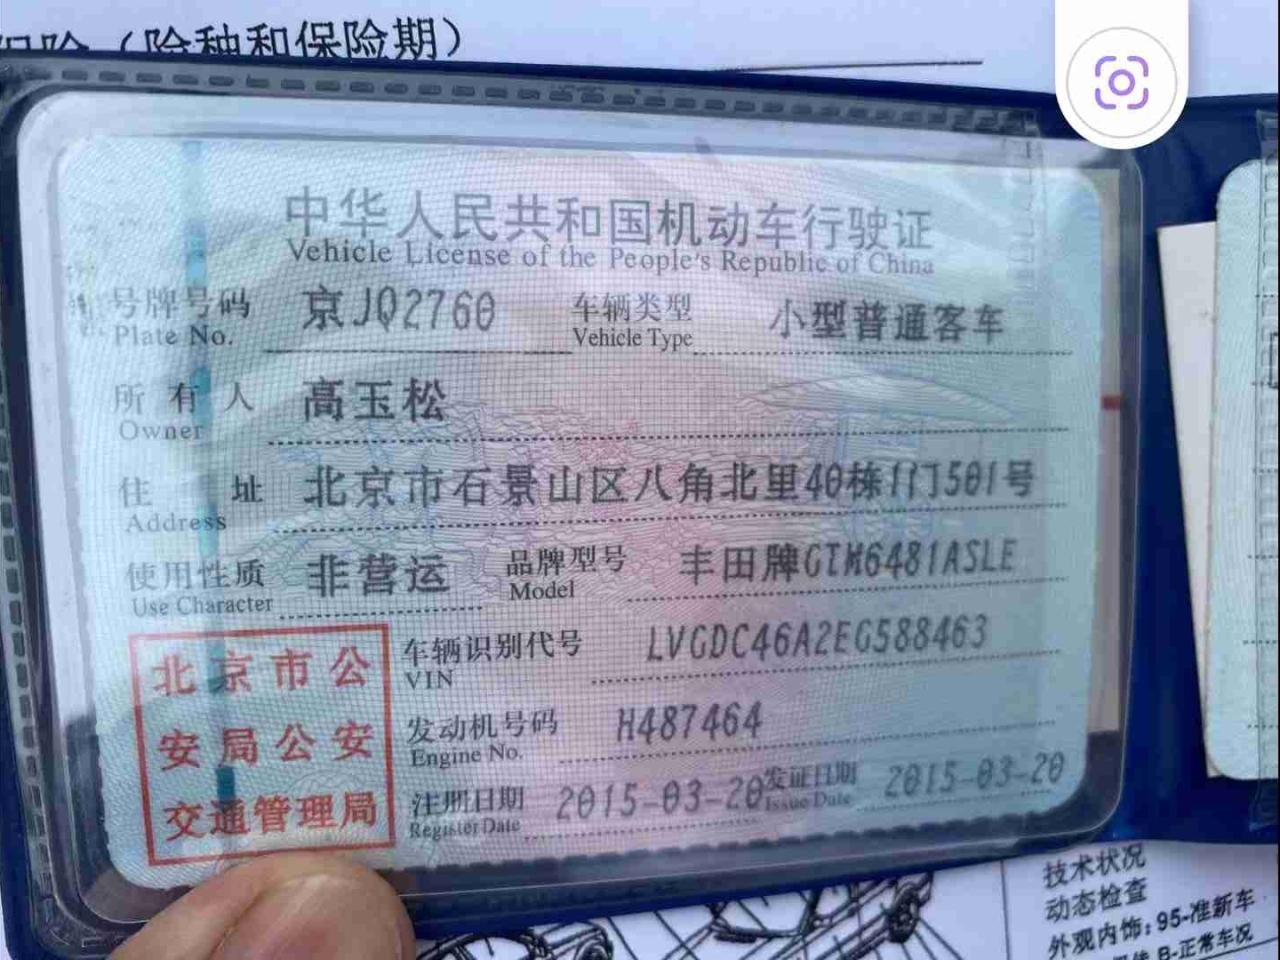 （险种和保险期）
中华人民共和国机动车行驶证
Vehicle License of the People's Republic of China
号牌号码 京JQ2760 车辆类型 小型普通客车
Plate No. Vehicle Type
所有人 高玉松
Owner
住址 北京市石景山区八角北里40栋1门501号
Address
使用性质 非营运 品牌型号 丰田牌GTM6481ASLE
Use Character Model
北京市公
安局公安
交通管理局
车辆识别代号 LVGDC46A2EG588463
VIN
发动机号码 H487464
Engine No.
注册日期 2015-03-20 发证日期 2015-03-20
Register Date Issue Date
技术状况
动态检查
外观内饰：95-准新车
B-正常车况